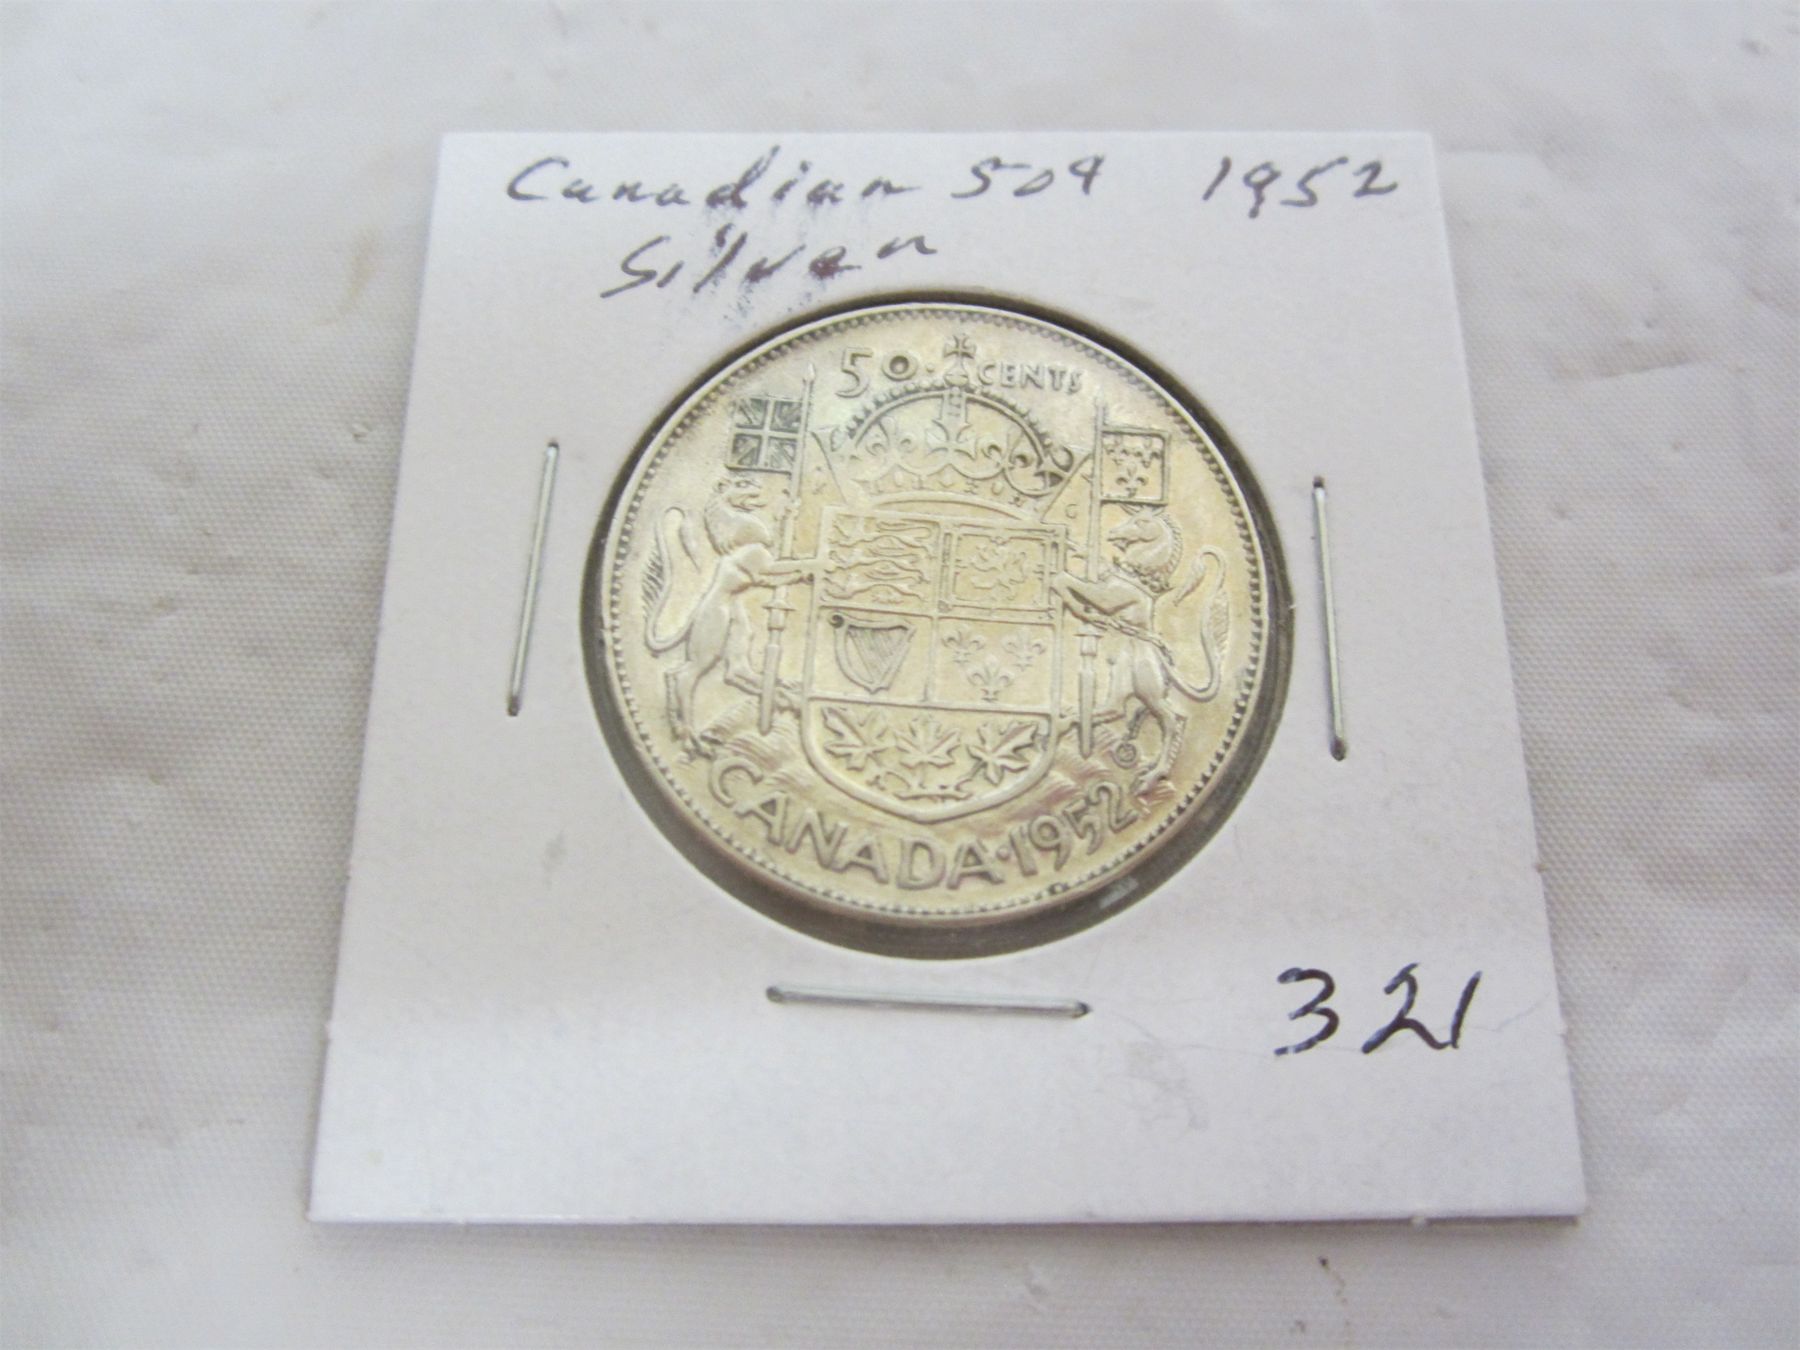 Canadian 50¢ 1952
Silver
50 · CENTS
CANADA · 1952
321